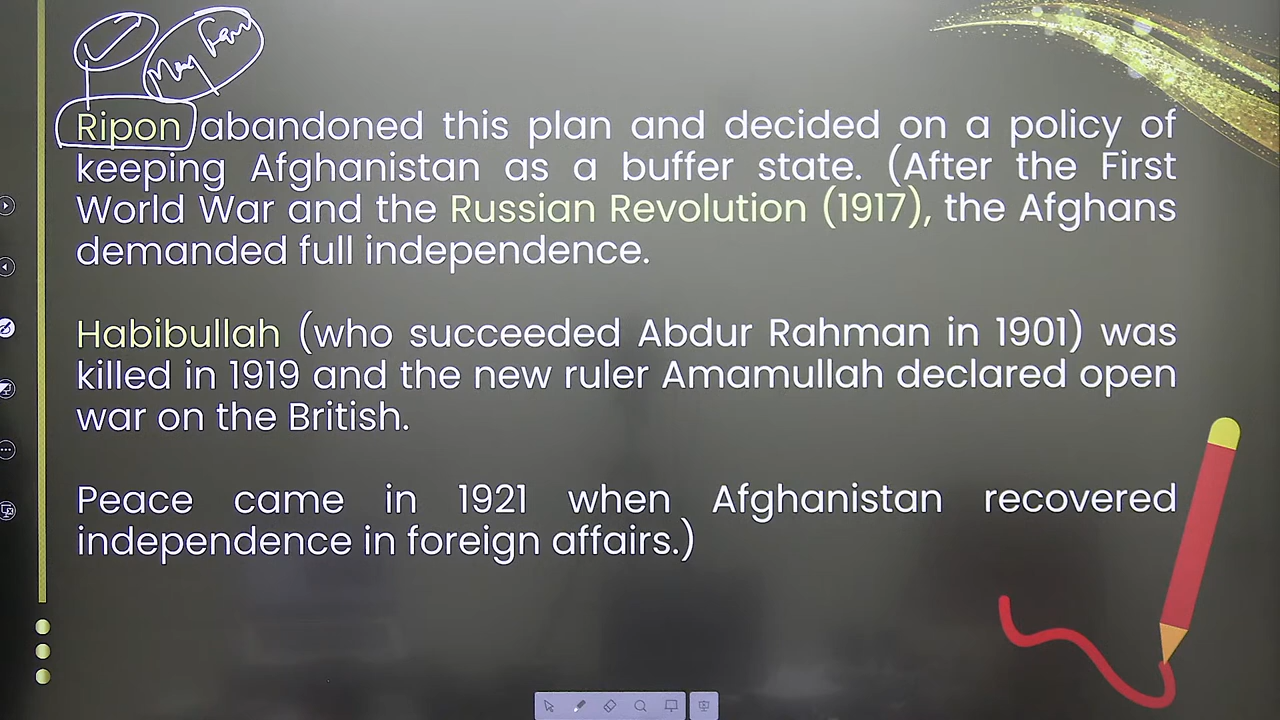 Ripon abandoned this plan and decided on a policy of
keeping Afghanistan as a buffer state. (After the First
World War and the Russian Revolution (1917), the Afghans
demanded full independence.
Habibullah (who succeeded Abdur Rahman in 1901) was
killed in 1919 and the new ruler Amamullah declared open
war on the British.
Peace came in 1921 when Afghanistan recovered
independence in foreign affairs.)